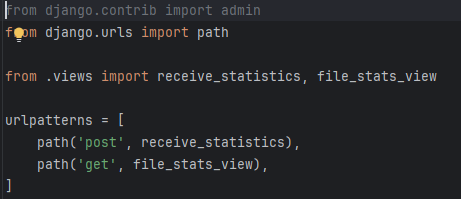 from django.contrib import admin
from django.urls import path

from .views import receive_statistics, file_stats_view

urlpatterns = [
    path('post', receive_statistics),
    path('get', file_stats_view),
]